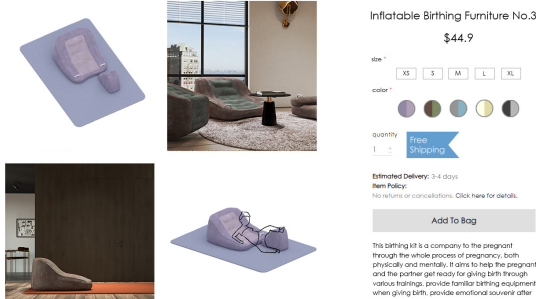 Inflatable Birthing Furniture No.3
$44.9
size *
XS S M L XL
color *
quantity
1
Free
Shipping
Estimated Delivery: 3-4 days
Item Policy:
No returns or cancellations. Click here for details.
Add To Bag
This birthing kit is a company to the pregnant
through the whole process of pregnancy, both
physically and mentally. It aims to help the pregnant
and the partner get ready for giving birth through
various trainings, provide familiar birthing equipment
when giving birth, provide emotional souvenir after